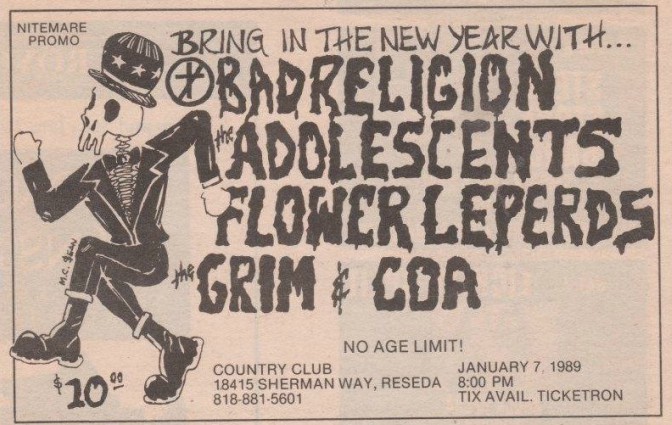 NITEMARE
PROMO
BRING IN THE NEW YEAR WITH...
BAD RELIGION
the ADOLESCENTS
FLOWER LEPERDS
the GRIM & COA
NO AGE LIMIT!
COUNTRY CLUB
18415 SHERMAN WAY, RESEDA
818-881-5601
JANUARY 7, 1989
8:00 PM
TIX AVAIL. TICKETRON
$10.00